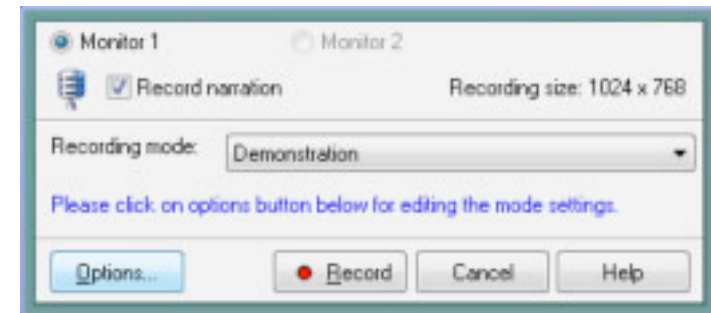 Monitor 1 Monitor 2
Record narration Recording size: 1024 x 768
Recording mode: Demonstration
Please click on options button below for editing the mode settings.
Options... Record Cancel Help